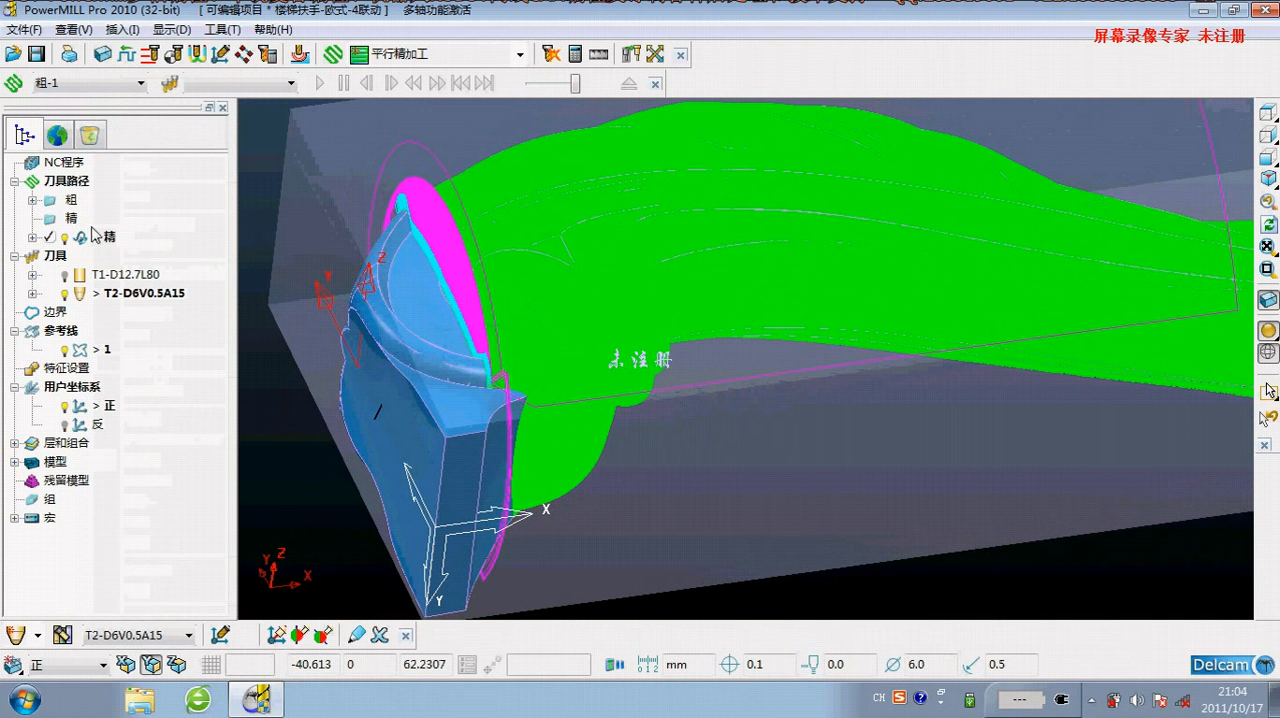 PowerMILL Pro 2010 (32-bit) [ 可编辑项目 * 楼梯扶手-欧式-4联动 ] 多轴功能激活
文件(F) 查看(V) 插入(I) 显示(D) 工具(T) 帮助(H)
屏幕录像专家 未注册
平行精加工
粗-1
NC程序
刀具路径
粗
精
精
刀具
T1-D12.7L80
> T2-D6V0.5A15
边界
参考线
> 1
特征设置
用户坐标系
> 正
反
层和组合
模型
残留模型
组
宏
Z
Y
未注册
X
Y
Y
Z
X
T2-D6V0.5A15
正
-40.613
0
62.2307
mm
0.1
0.0
6.0
0.5
Delcam
CH
---
21:04
2011/10/17